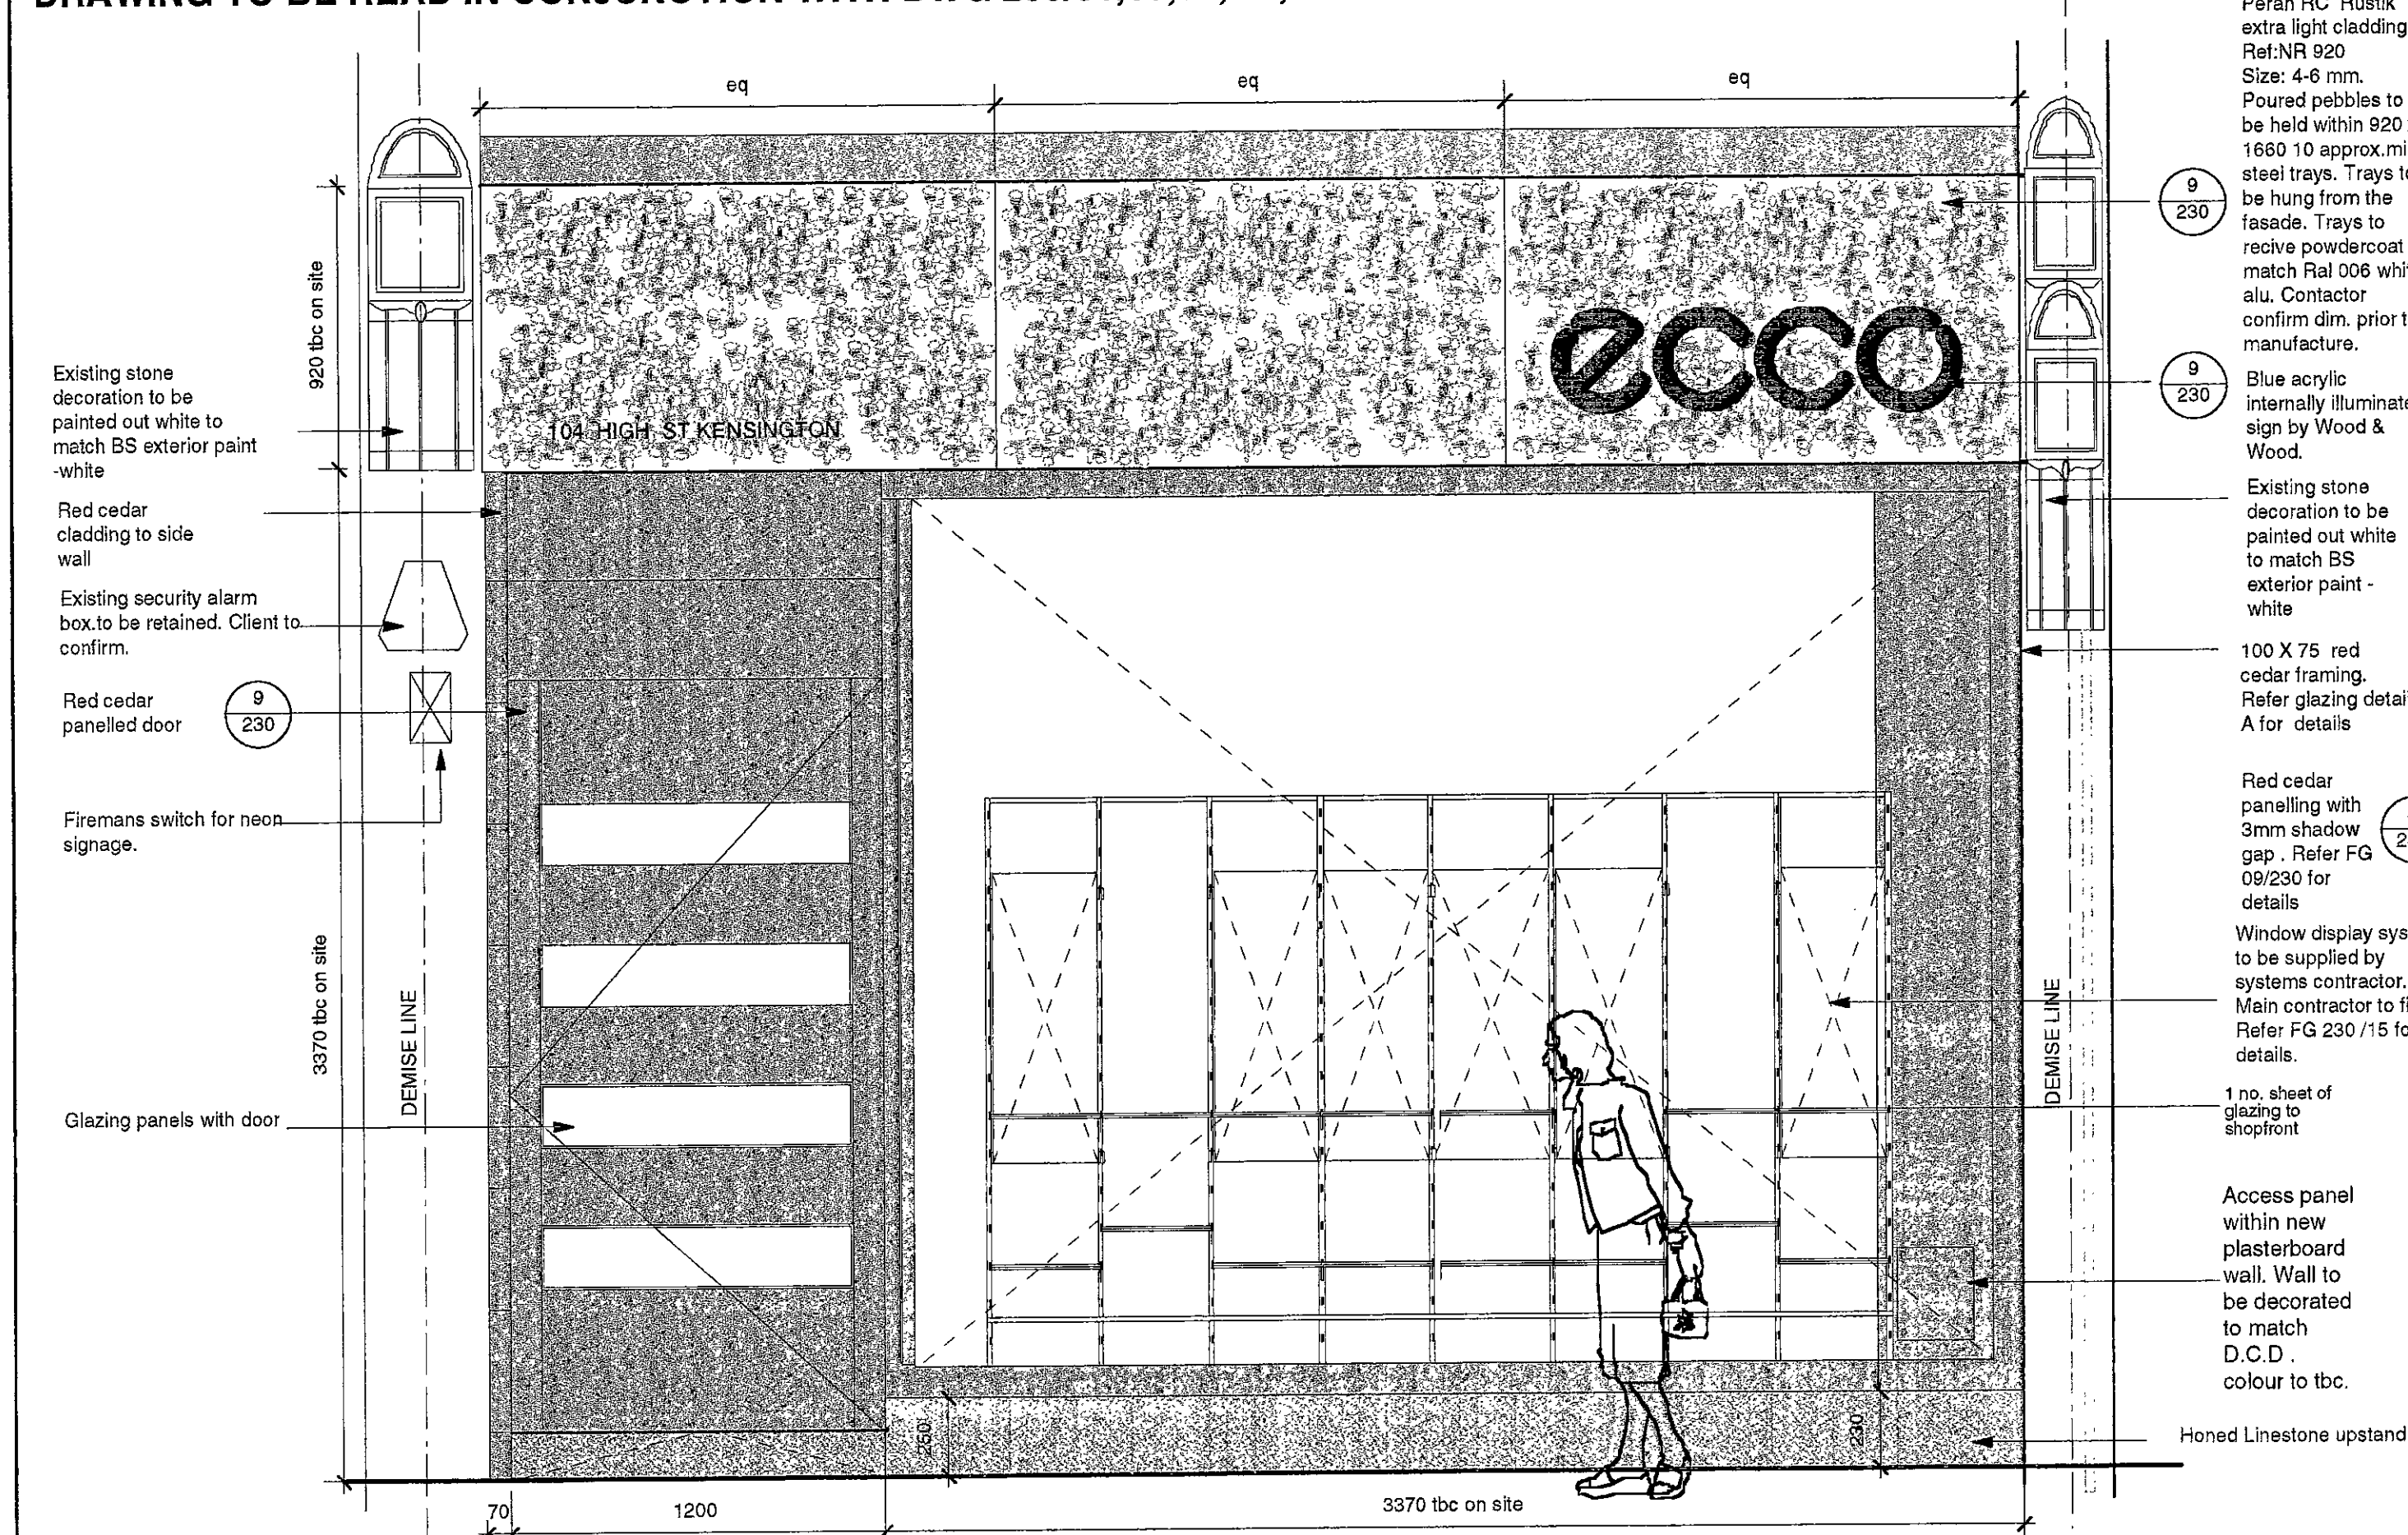 DRAWING TO BE READ IN CONJUNCTION WITH
Peran RC Rustik
extra light cladding
Ref:NR 920
Size: 4-6 mm.
Poured pebbles to
be held within 920
1660 10
steel trays. Trays
be hung from the
fasade. Trays to
recive powdercoat
match Ral 006
alu. Contactor
confirm dim. prior
manufacture.
9
230
eq
eq
eq
920 tbc on site
ecco
104 HIGH ST KENSINGTON
9
230
Blue acrylic
internally
sign by Wood &
Wood.
Existing stone
decoration to be
painted out white to
match BS exterior paint
-white
Red cedar
cladding to side
wall
Existing security alarm
box.to be retained. Client to
confirm.
Red cedar
panelled door
9
230
Firemans switch for neon
signage.
Glazing panels with door
3370 tbc on site
DEMISE LINE
Existing stone
decoration to be
painted out white
to match BS
exterior paint -
white
100 X 75 red
cedar framing.
Refer glazing
A for details
Red cedar
panelling with
3mm shadow
gap . Refer FG
09/230 for
details
Window display
to be supplied by
systems contractor.
Main contractor to
Refer FG 230 /15
details.
DEMISE LINE
1 no. sheet of
glazing to
shopfront
Access panel
within new
plasterboard
wall. Wall to
be decorated
to match
D.C.D .
colour to tbc.
Honed Linestone upstand
230
70
1200
3370 tbc on site